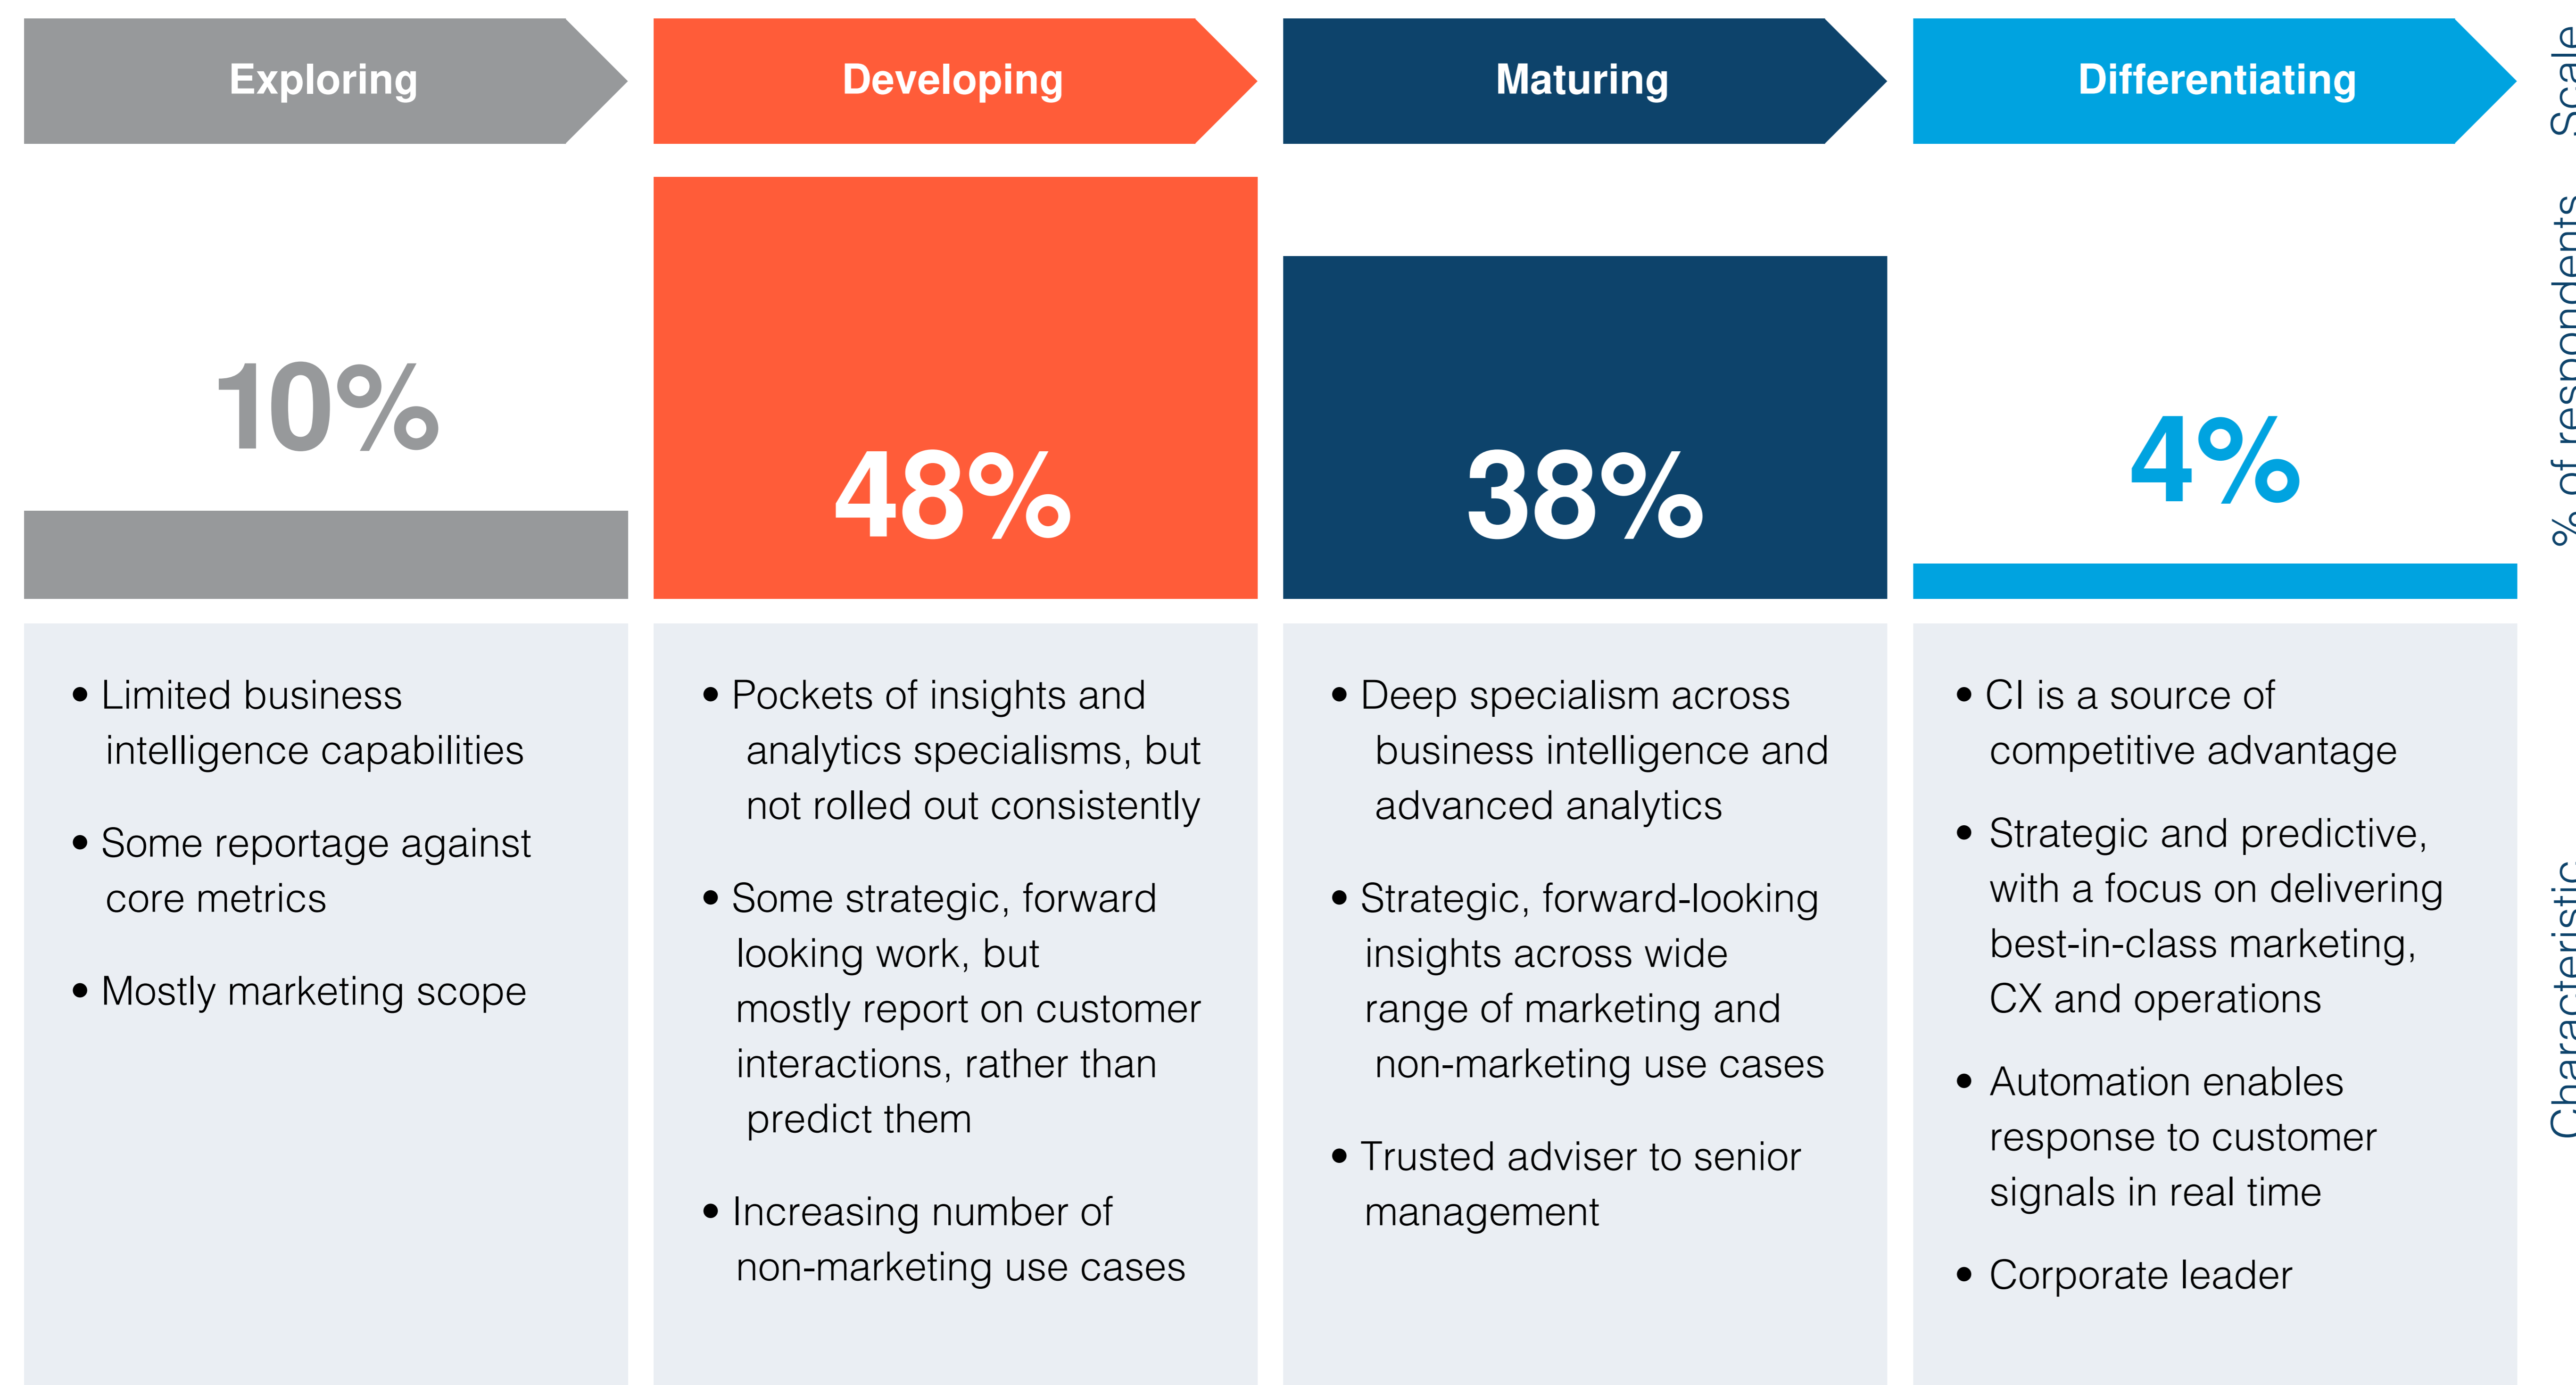 Exploring
Developing
Maturing
Differentiating
Scale
10%
48%
38%
4%
% of respondents
• Limited business
intelligence capabilities
• Some reportage against
core metrics
• Mostly marketing scope
• Pockets of insights and
analytics specialisms, but
not rolled out consistently
• Some strategic, forward
looking work, but
mostly report on customer
interactions, rather than
predict them
• Increasing number of
non-marketing use cases
• Deep specialism across
business intelligence and
advanced analytics
• Strategic, forward-looking
insights across wide
range of marketing and
non-marketing use cases
• Trusted adviser to senior
management
• CI is a source of
competitive advantage
• Strategic and predictive,
with a focus on delivering
best-in-class marketing,
CX and operations
• Automation enables
response to customer
signals in real time
• Corporate leader
Characteristic